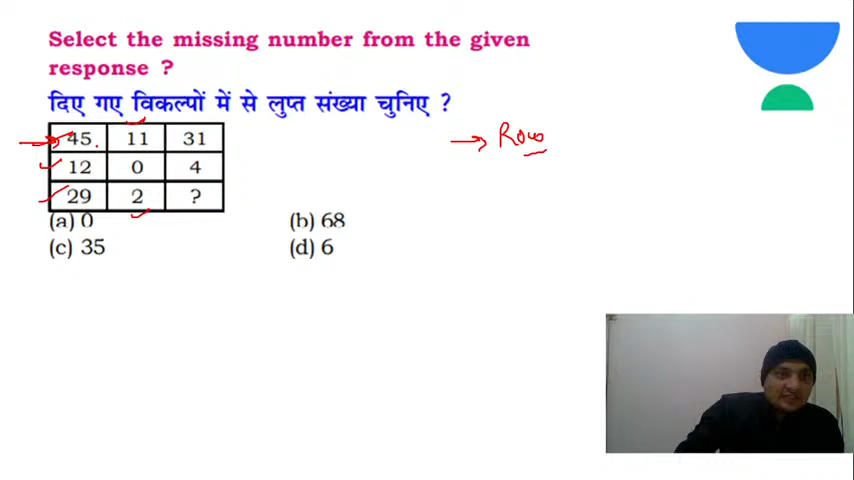 Select the missing number from the given
response ?
दिए गए विकल्पों में से लुप्त संख्या चुनिए ?
45 11 31
12 0 4
29 2 ?
Row
(a) 0 (b) 68
(c) 35 (d) 6